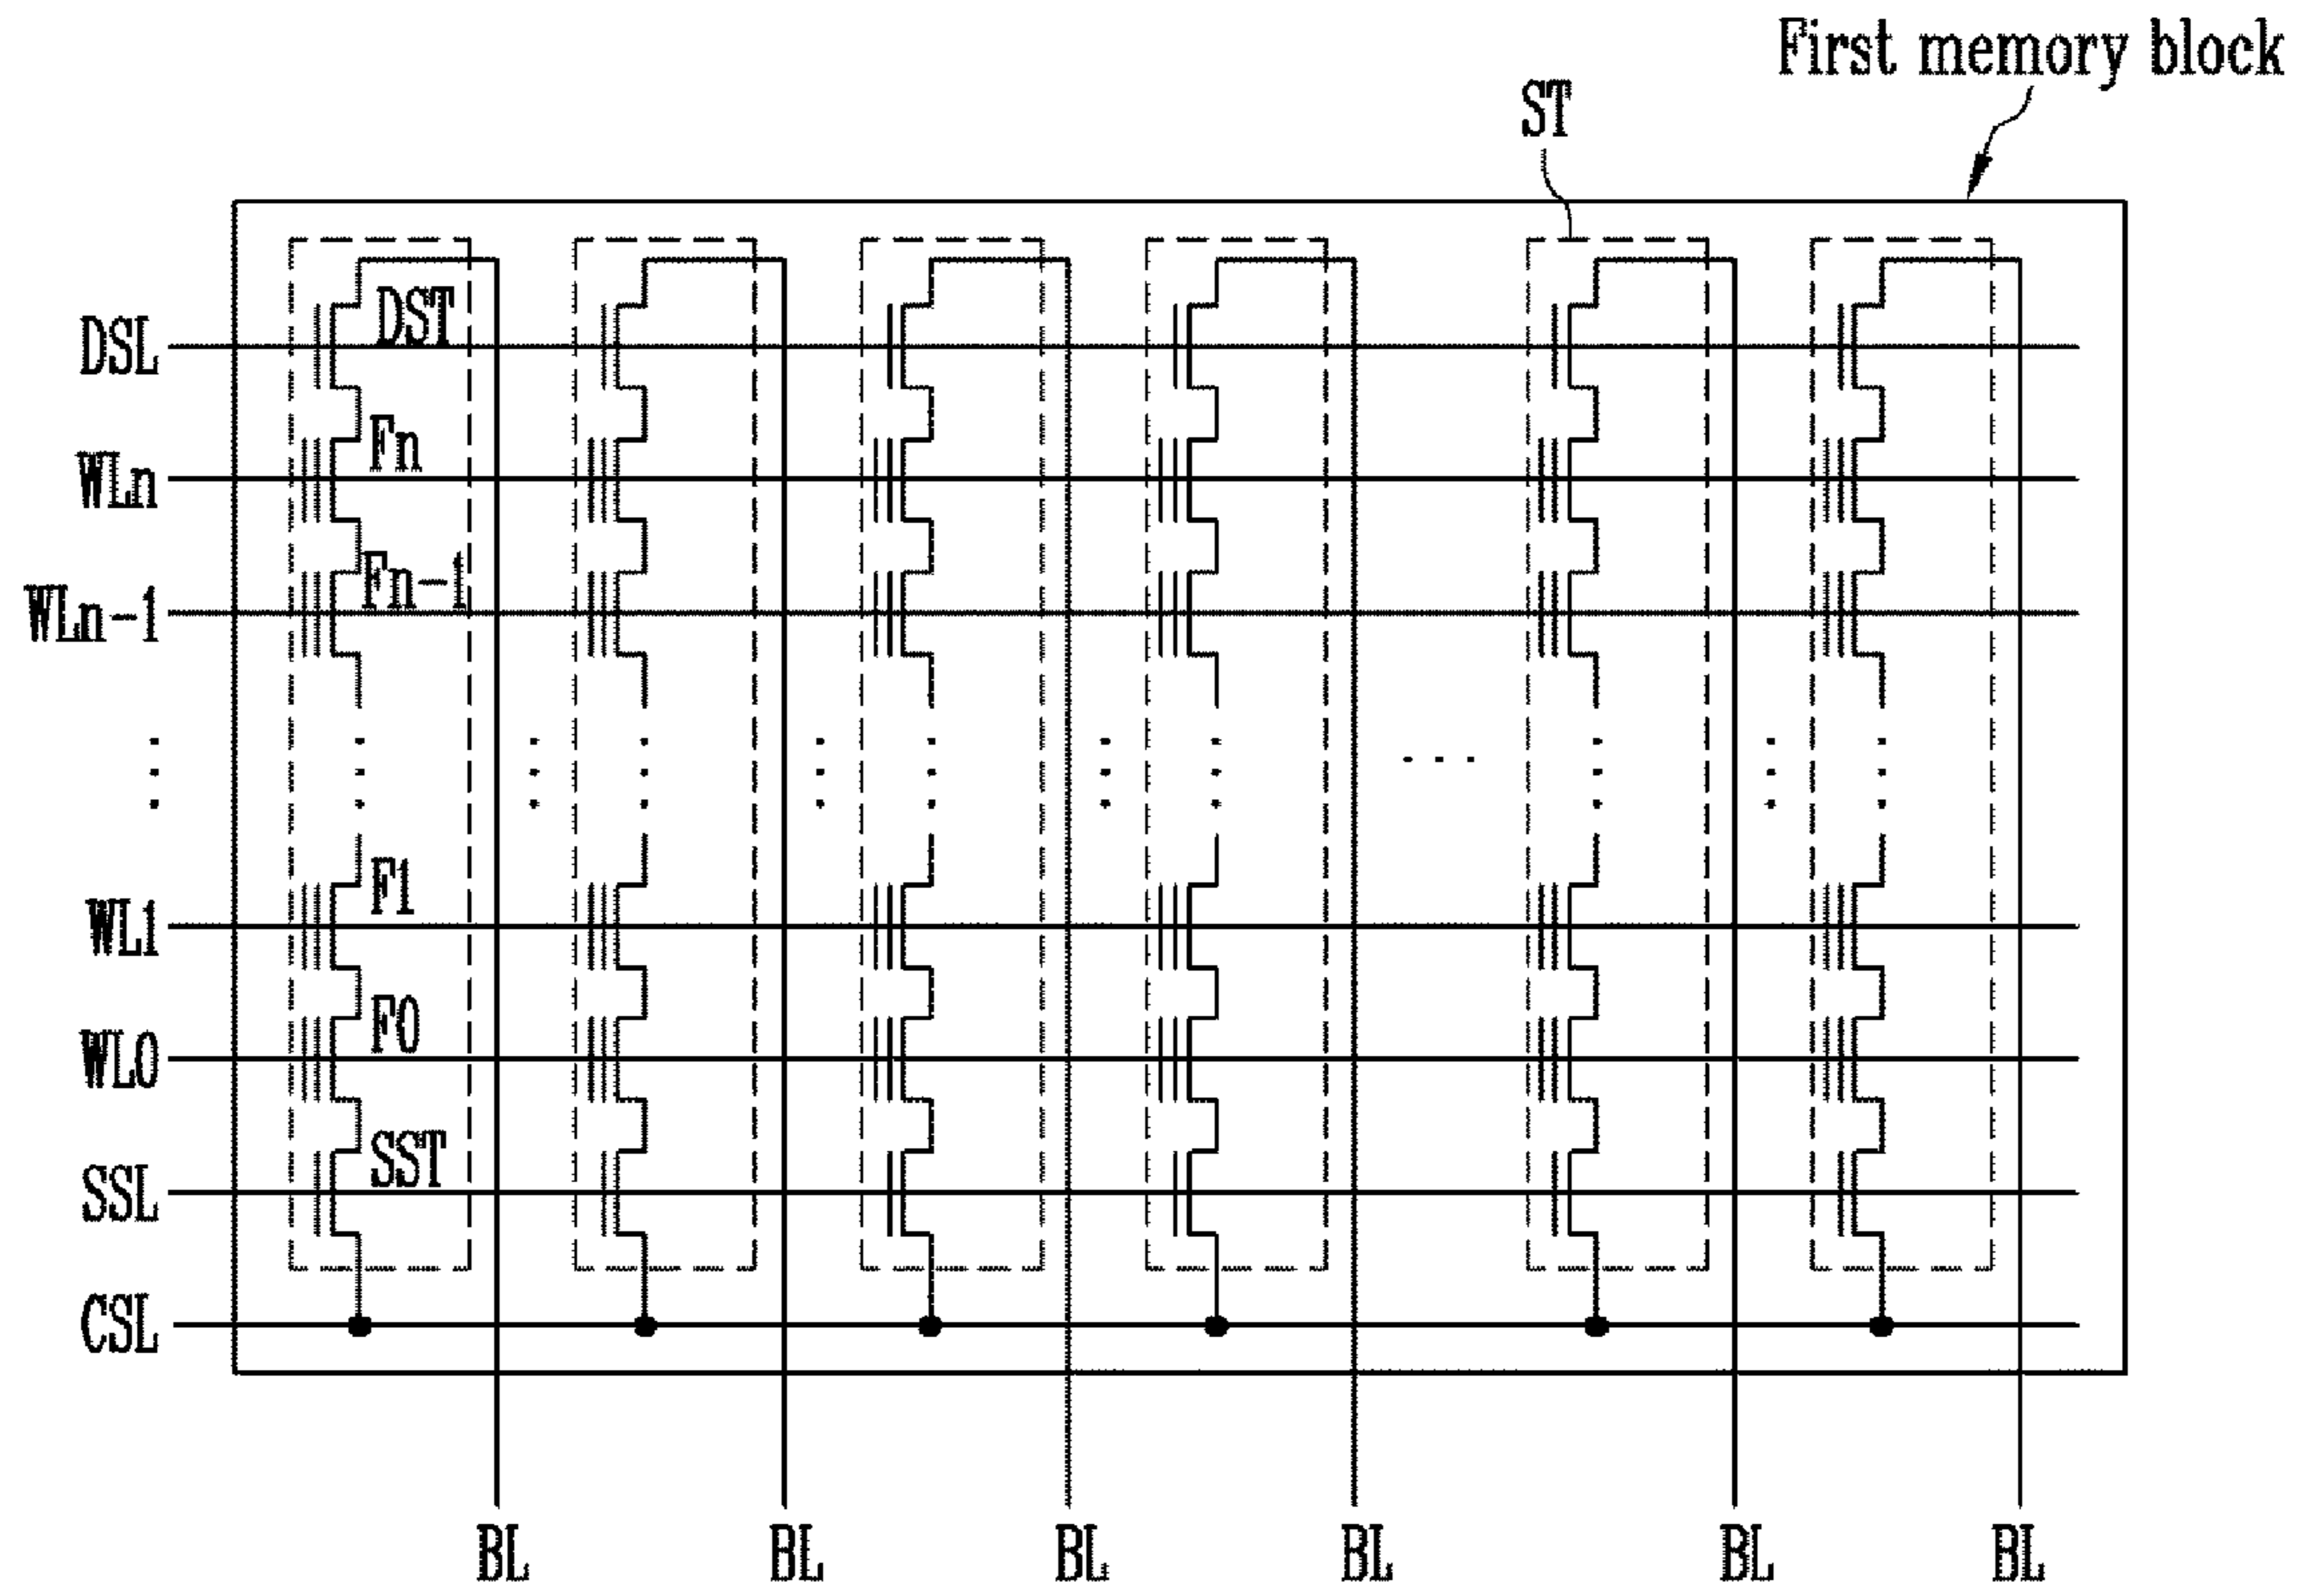 First memory block
ST
DSL
DST
WLn
Fn
WLn-1
Fn-1
WL1
F1
WL0
F0
SSL
SST
CSL
BL BL BL BL BL BL